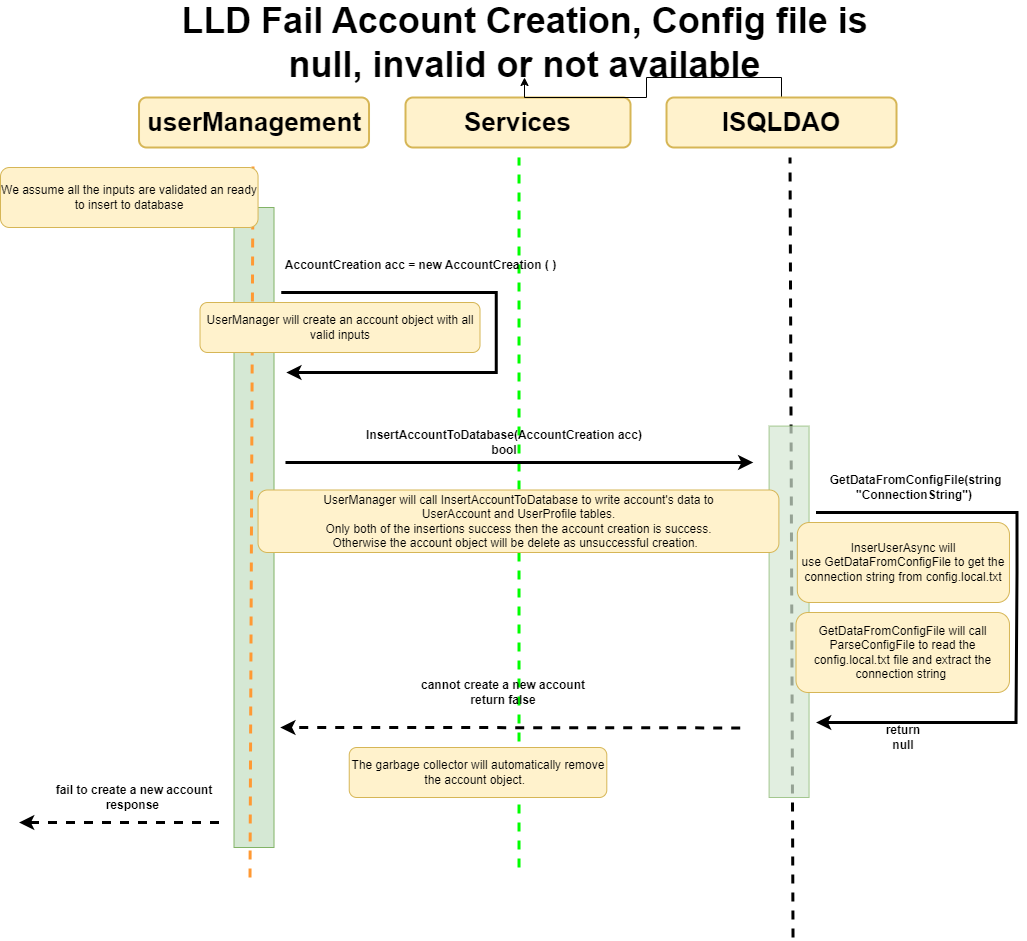 LLD Fail Account Creation, Config file is
null, invalid or not available
userManagement
Services
ISQLDAO
We assume all the inputs are validated an ready
to insert to database
AccountCreation acc = new AccountCreation ( )
UserManager will create an account object with all
valid inputs
InsertAccountToDatabase(AccountCreation acc)
bool
GetDataFromConfigFile(string
"ConnectionString")
UserManager will call InsertAccountToDatabase to write account's data to
UserAccount and UserProfile tables.
Only both of the insertions success then the account creation is success.
Otherwise the account object will be delete as unsuccessful creation.
InserUserAsync will
use GetDataFromConfigFile to get the
connection string from config.local.txt
GetDataFromConfigFile will call
ParseConfigFile to read the
config.local.txt file and extract the
connection string
cannot create a new account
return false
return
null
The garbage collector will automatically remove
the account object.
fail to create a new account
response